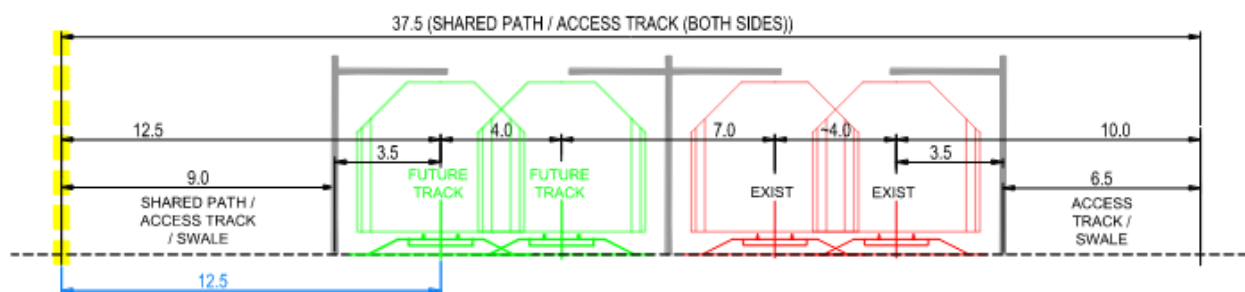 37.5 (SHARED PATH / ACCESS TRACK (BOTH SIDES))
12.5
4.0
7.0
~4.0
10.0
3.5
3.5
9.0
6.5
FUTURE
TRACK
FUTURE
TRACK
EXIST
EXIST
SHARED PATH /
ACCESS TRACK
/ SWALE
ACCESS
TRACK /
SWALE
12.5